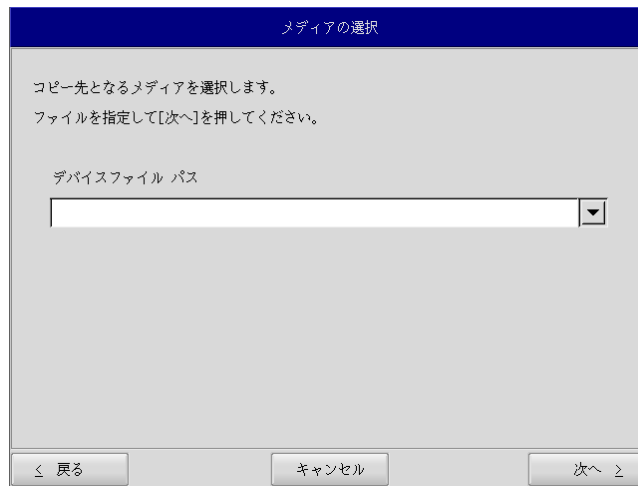 メディアの選択
コピー先となるメディアを選択します。
ファイルを指定して[次へ]を押してください。
デバイスファイル パス
< 戻る
キャンセル
次へ >